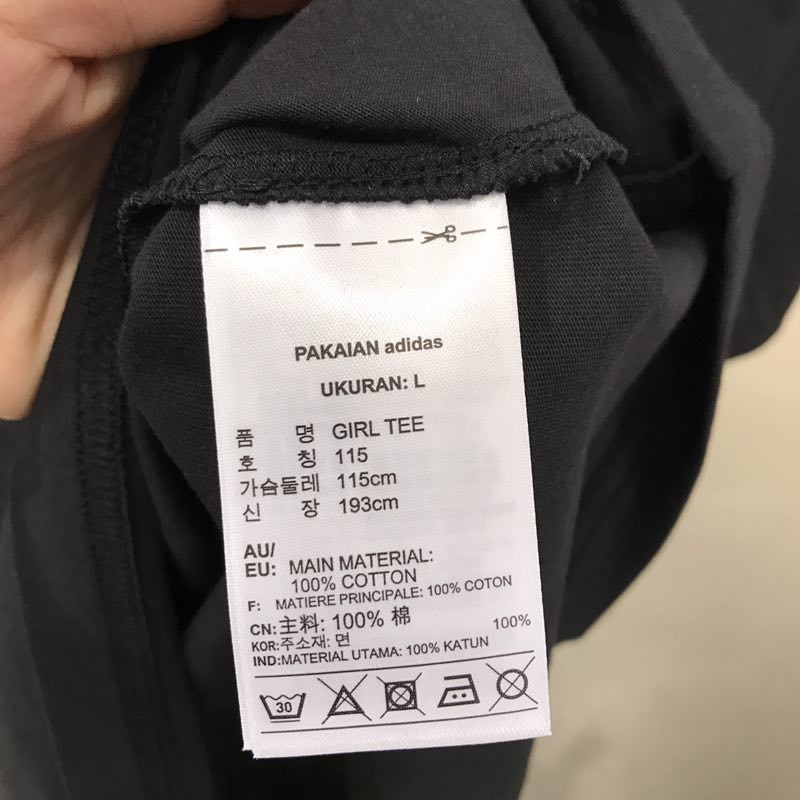 PAKAIAN adidas
UKURAN: L
품 명 GIRL TEE
호 칭 115
가슴둘레 115cm
신 장 193cm
AU/
EU: MAIN MATERIAL:
100% COTTON
F: MATIERE PRINCIPALE: 100% COTON
CN:主料: 100% 棉
KOR:주소재: 면 100%
IND:MATERIAL UTAMA: 100% KATUN
30